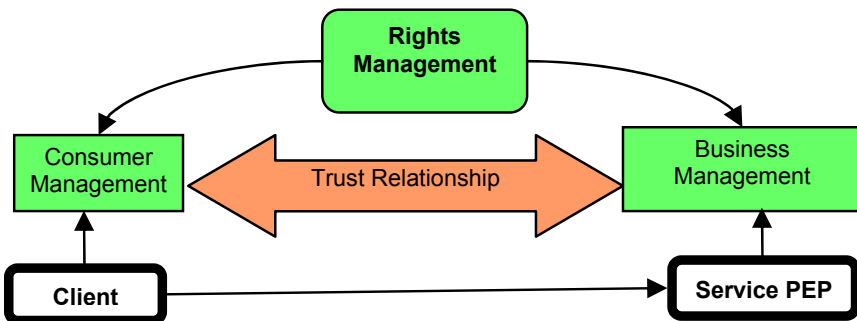 Rights
Management
Consumer
Management
Trust Relationship
Business
Management
Client
Service PEP